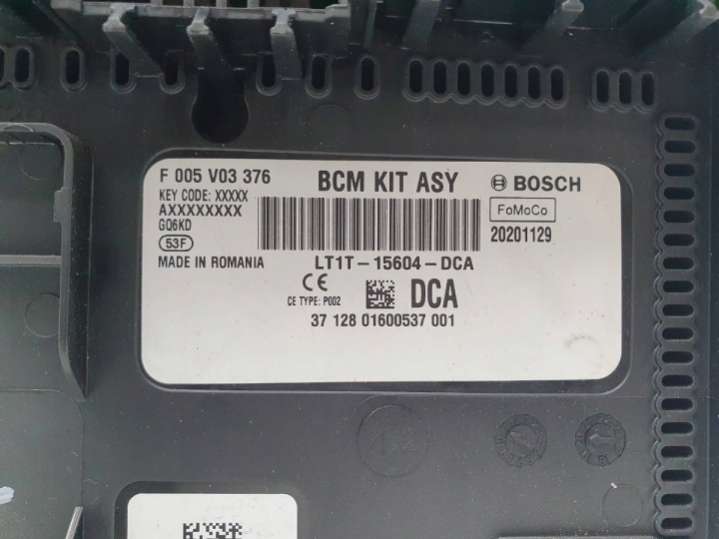 F 005 V03 376
BCM KIT ASY
BOSCH
KEY CODE: XXXXX
AXXXXXXXX
GQ6KD
53F
MADE IN ROMANIA
FoMoCo
20201129
LT1T-15604-DCA
CE
CE TYPE: P002
DCA
37 128 01600537 001